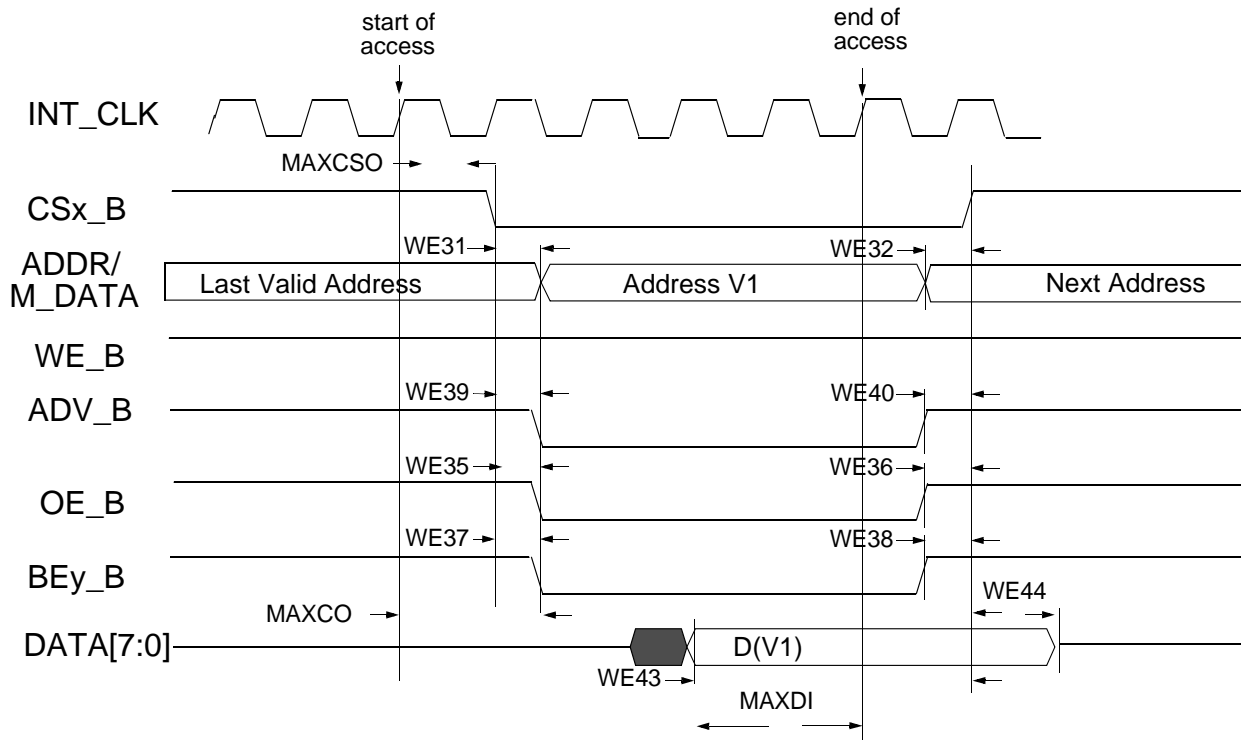 start of
access
end of
access
INT_CLK
MAXCSO
CSx_B
WE31
WE32
ADDR/
M_DATA
Last Valid Address
Address V1
Next Address
WE_B
WE39
WE40
ADV_B
WE35
WE36
OE_B
WE37
WE38
BEy_B
WE44
MAXCO
DATA[7:0]
D(V1)
WE43
MAXDI